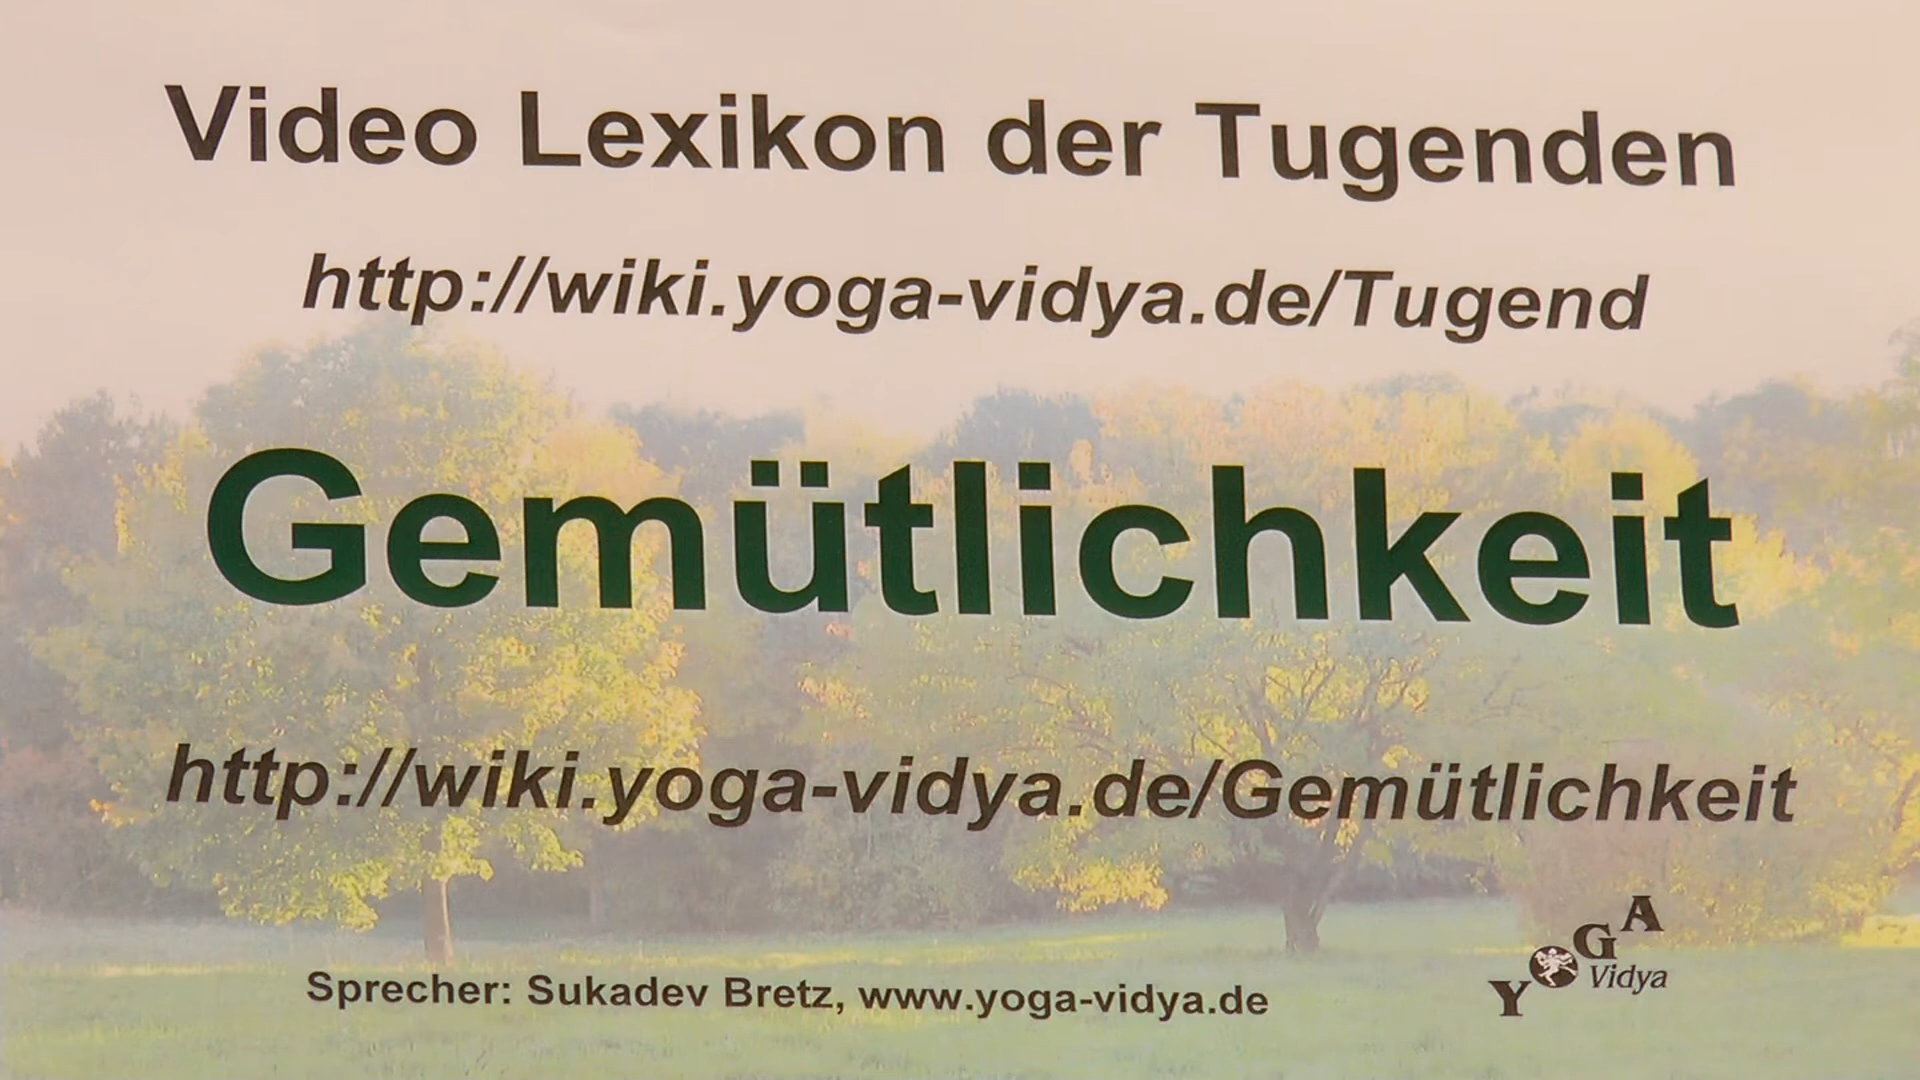 Video Lexikon der Tugenden
http://wiki.yoga-vidya.de/Tugend
Gemütlichkeit
http://wiki.yoga-vidya.de/Gemütlichkeit
Sprecher: Sukadev Bretz, www.yoga-vidya.de
YOGA
Vidya